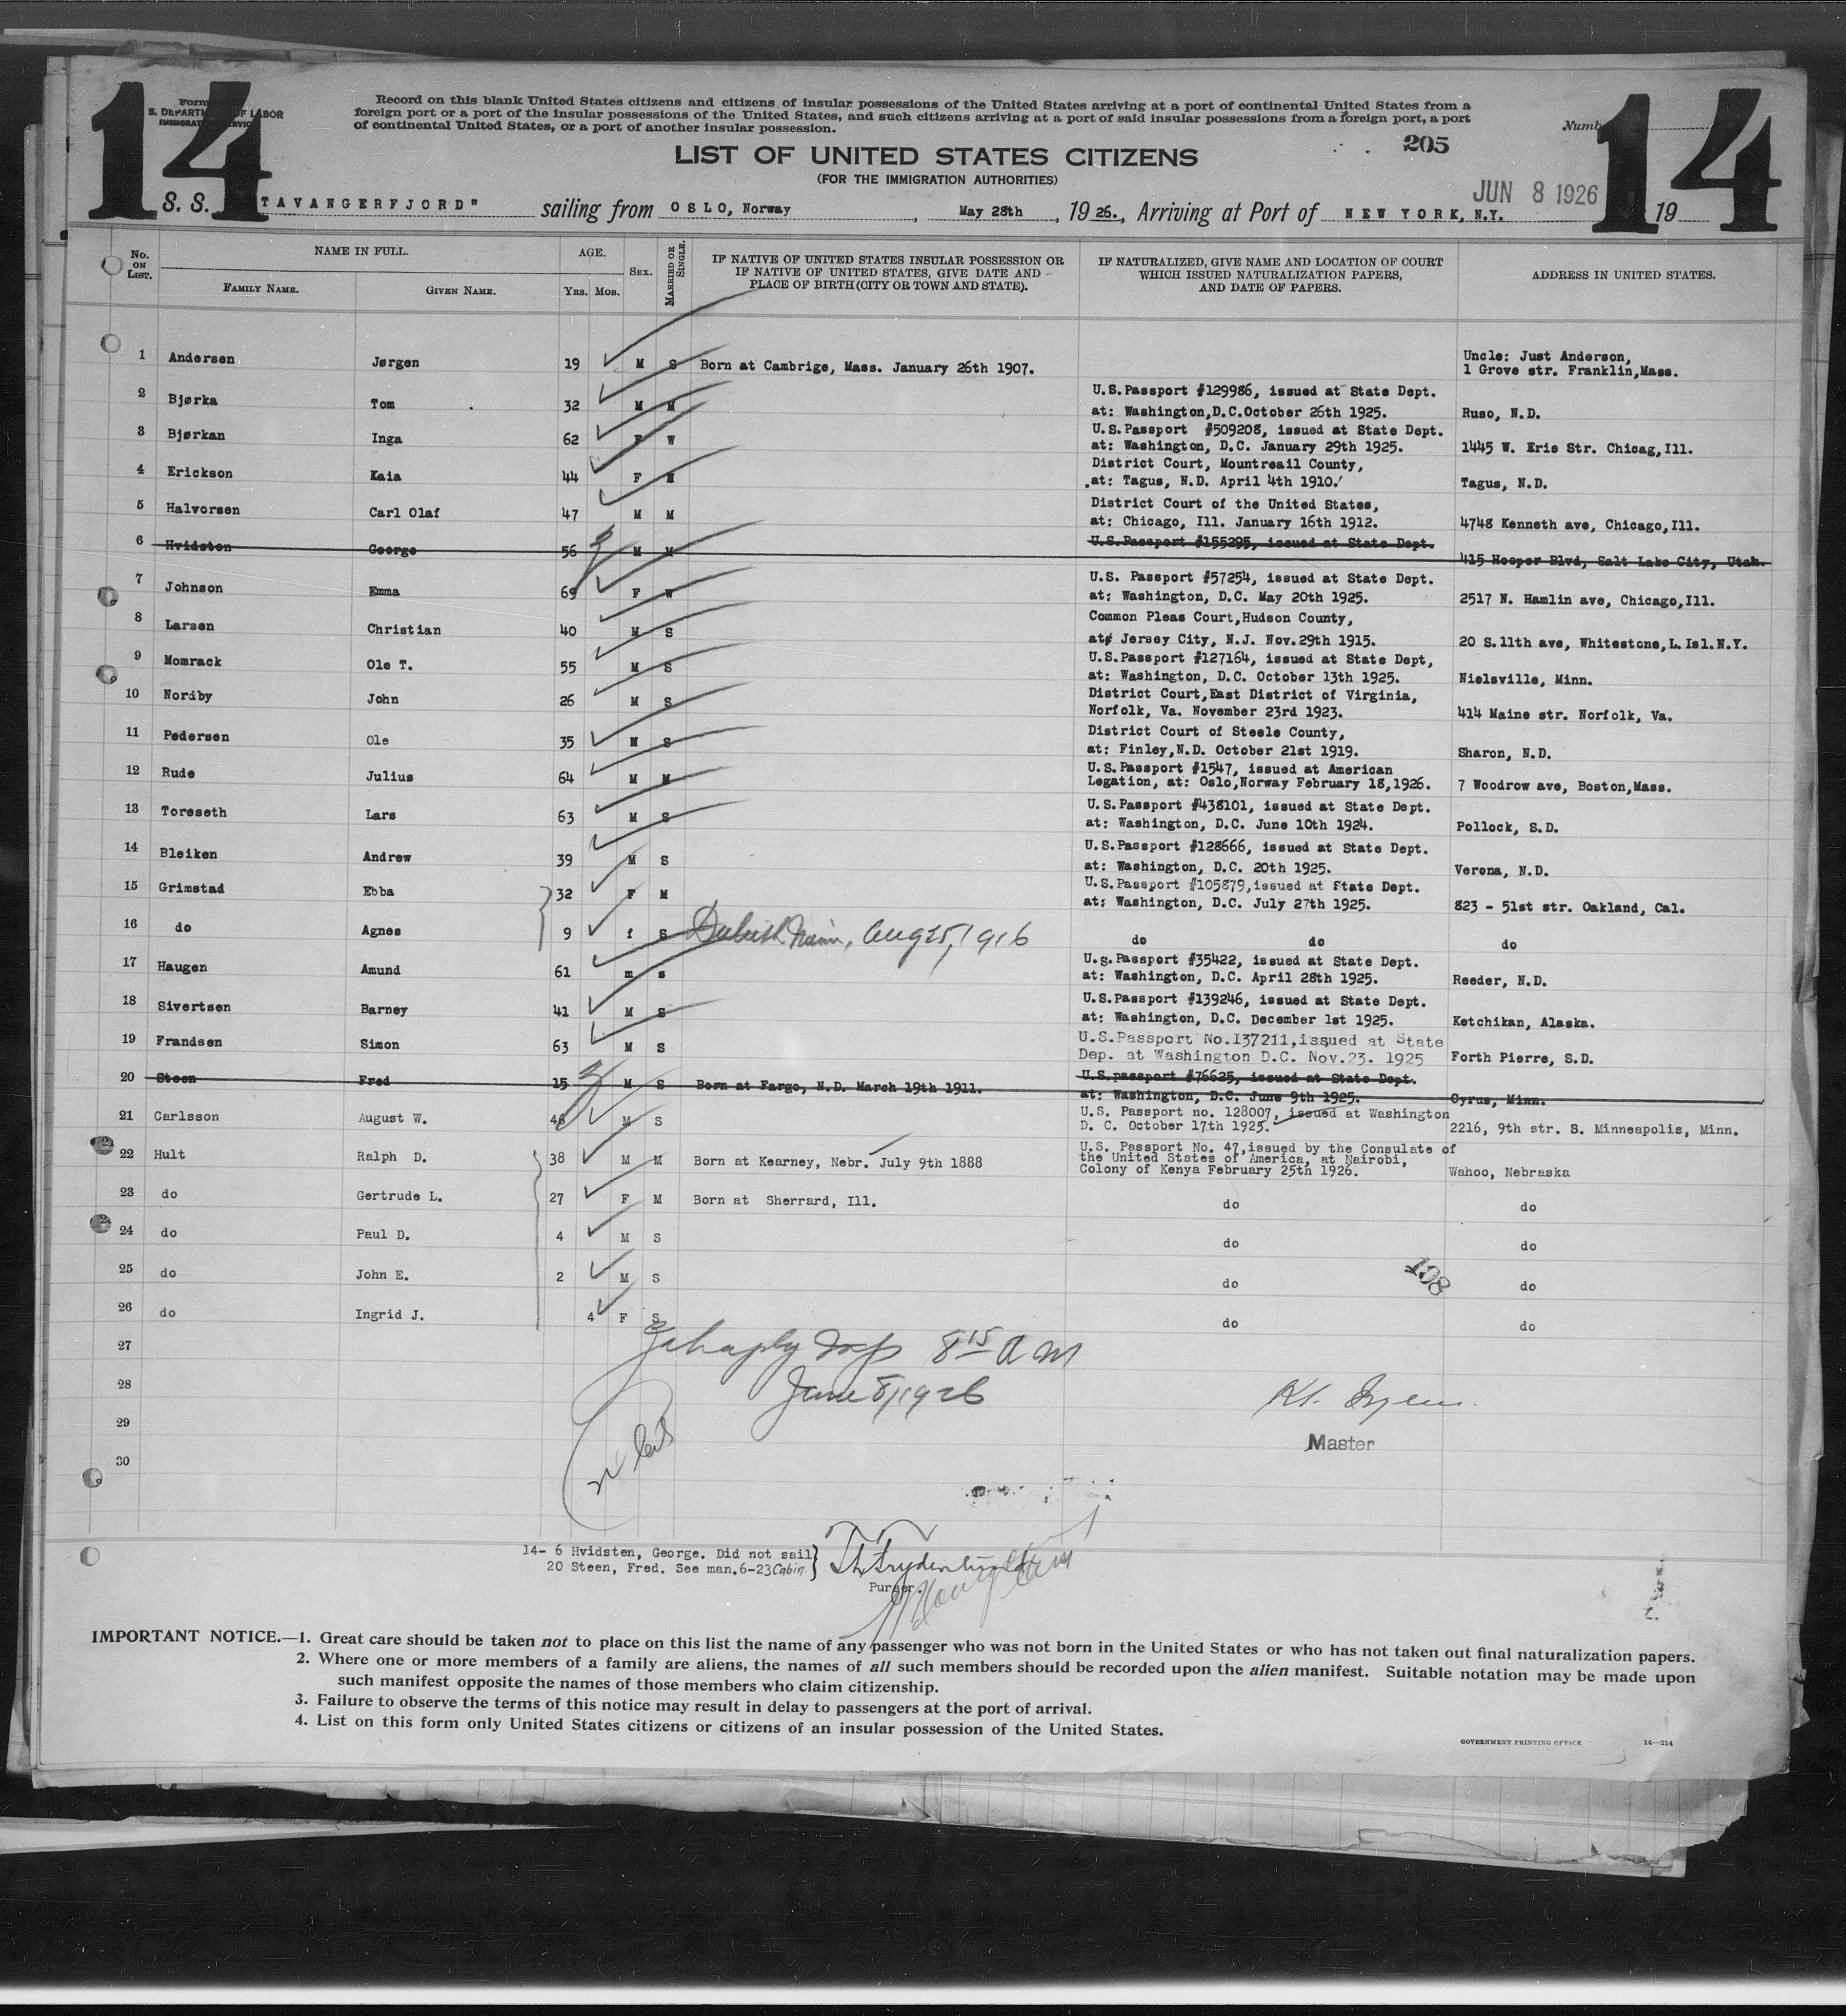 14
14
Form
S. DEPARTM OF LABOR
IMMIGRAT
Record on this blank United States citizens and citizens of insular possessions of the United States arriving at a port of continental United States from a
foreign port or a port of the insular possessions of the United States, and such citizens arriving at a port of said insular possessions from a foreign port, a port
of continental United States, or a port of another insular possession.
Numb
205
LIST OF UNITED STATES CITIZENS
(FOR THE IMMIGRATION AUTHORITIES)
JUN 8 1926
S. S. TAVANGERFJORD" sailing from OSLO, Norway, May 28th, 1926., Arriving at Port of NEW YORK, N.Y. 19
No. ON LIST. NAME IN FULL. AGE. SEX. MARRIED OR SINGLE. IF NATIVE OF UNITED STATES INSULAR POSSESSION OR IF NATIVE OF UNITED STATES, GIVE DATE AND PLACE OF BIRTH (CITY OR TOWN AND STATE). IF NATURALIZED, GIVE NAME AND LOCATION OF COURT WHICH ISSUED NATURALIZATION PAPERS, AND DATE OF PAPERS. ADDRESS IN UNITED STATES.
FAMILY NAME. GIVEN NAME. YRS. MOS.
1 Andersen Jørgen 19 M S Born at Cambrige, Mass. January 26th 1907. Uncle: Just Anderson,
1 Grove str. Franklin,Mass.
2 Bjørka Tom 32 M M U.S.Passport #129986, issued at State Dept.
at: Washington,D.C.October 26th 1925. Ruso, N.D.
3 Bjørkan Inga 62 F W U.S.Passport #509208, issued at State Dept.
at: Washington, D.C. January 29th 1925. 1445 W. Erie Str. Chicag,Ill.
4 Erickson Kaia 44 F M District Court, Mountreail County,
at: Tagus, N.D. April 4th 1910. Tagus, N.D.
5 Halvorsen Carl Olaf 47 M M District Court of the United States,
at: Chicago, Ill. January 16th 1912. 4748 Kenneth ave, Chicago,Ill.
6 Hvidsten George 56 M M U.S.Passport #155295, issued at State Dept.
415 Hooper Blvd, Salt Lake City, Utah.
7 Johnson Emma 69 F W U.S. Passport #57254, issued at State Dept.
at: Washington, D.C. May 20th 1925. 2517 N. Hamlin ave, Chicago,Ill.
8 Larsen Christian 40 M S Common Pleas Court,Hudson County,
at: Jersey City, N.J. Nov.29th 1915. 20 S.11th ave, Whitestone,L.Isl.N.Y.
9 Momrack Ole T. 55 M S U.S.Passport #127164, issued at State Dept,
at: Washington, D.C. October 13th 1925. Nielsville, Minn.
10 Nordby John 26 M S District Court,East District of Virginia,
Norfolk, Va. November 23rd 1923. 414 Maine str. Norfolk, Va.
11 Pedersen Ole 35 M S District Court of Steele County,
at: Finley,N.D. October 21st 1919. Sharon, N.D.
12 Rude Julius 64 M M U.S.Passport #1547, issued at American
Legation, at: Oslo,Norway February 18,1926. 7 Woodrow ave, Boston,Mass.
13 Toreseth Lars 63 M S U.S.Passport #438101, issued at State Dept.
at: Washington, D.C. June 10th 1924. Pollock, S.D.
14 Bleiken Andrew 39 M S U.S.Passport #128666, issued at State Dept.
at: Washington, D.C. 20th 1925. Verona, N.D.
15 Grimstad Ebba 32 F M U.S.Passport #105879,issued at State Dept.
at: Washington, D.C. July 27th 1925. 823 - 51st str. Oakland, Cal.
16 do Agnes 9 f S Duluth Minn, Aug 25, 1916 do do do
17 Haugen Amund 61 m s U.s.Passport #35422, issued at State Dept.
at: Washington, D.C. April 28th 1925. Reeder, N.D.
18 Sivertsen Barney 41 M S U.S.Passport #139246, issued at State Dept.
at: Washington, D.C. December 1st 1925. Ketchikan, Alaska.
19 Frandsen Simon 63 M S U.S.Passport No.137211,issued at State
Dep. at Washington D.C. Nov.23. 1925 Forth Pierre, S.D.
20 Steen Fred 15 M S Born at Fargo, N.D. March 19th 1911. U.S.passport #76625, issued at State Dept.
at: Washington, D.C. June 9th 1925. Cyrus, Minn.
21 Carlsson August W. 46 M S U.S. Passport no. 128007, issued at Washington
D. C. October 17th 1925. 2216, 9th str. S. Minneapolis, Minn.
22 Hult Ralph D. 38 M M Born at Kearney, Nebr. July 9th 1888 U.S. Passport No. 47,issued by the Consulate of
the United States of America, at Nairobi,
Colony of Kenya February 25th 1926. Wahoo, Nebraska
23 do Gertrude L. 27 F M Born at Sherrard, Ill. do do
24 do Paul D. 4 M S do do
25 do John E. 2 M S do do
198
26 do Ingrid J. 4 F S do do
27
8 15 A M
28
June 8/1926
29
Master
30
14- 6 Hvidsten, George. Did not sail
20 Steen, Fred. See man.6-23 Cabin.
Purser.
IMPORTANT NOTICE.—1. Great care should be taken not to place on this list the name of any passenger who was not born in the United States or who has not taken out final naturalization papers.
2. Where one or more members of a family are aliens, the names of all such members should be recorded upon the alien manifest. Suitable notation may be made upon
such manifest opposite the names of those members who claim citizenship.
3. Failure to observe the terms of this notice may result in delay to passengers at the port of arrival.
4. List on this form only United States citizens or citizens of an insular possession of the United States.
GOVERNMENT PRINTING OFFICE 14—214